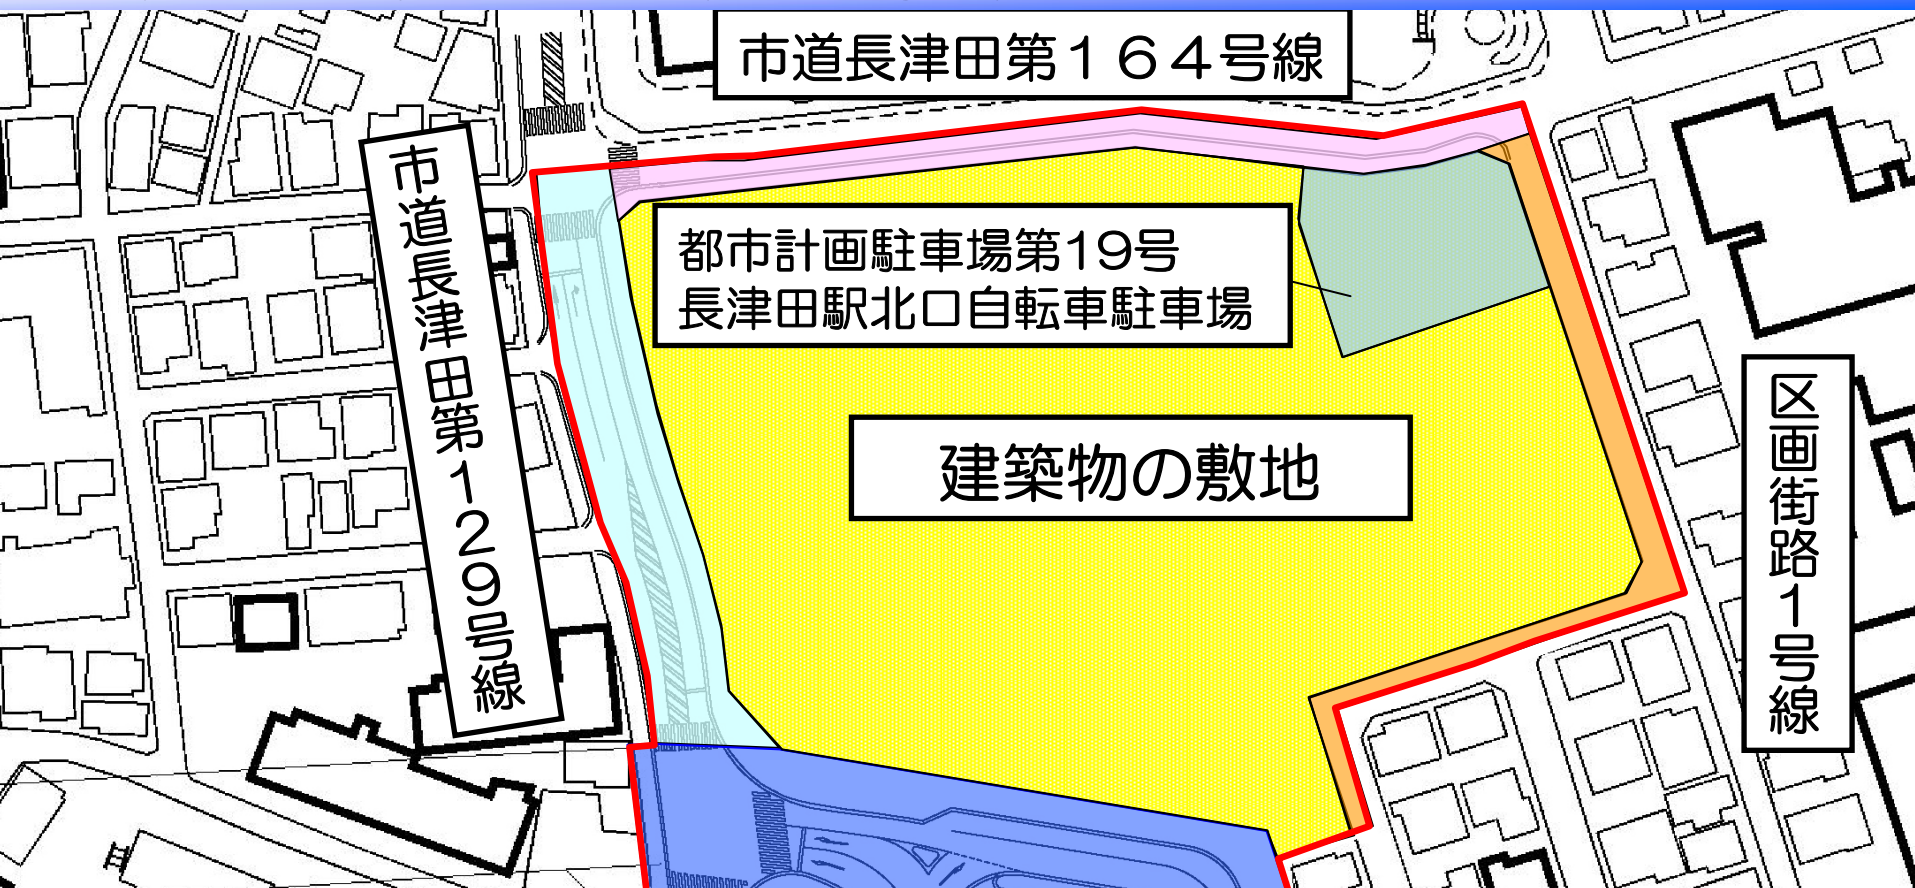 市道長津田第１６４号線
市道長津田第１２９号線
都市計画駐車場第19号
長津田駅北口自転車駐車場
建築物の敷地
区画街路１号線